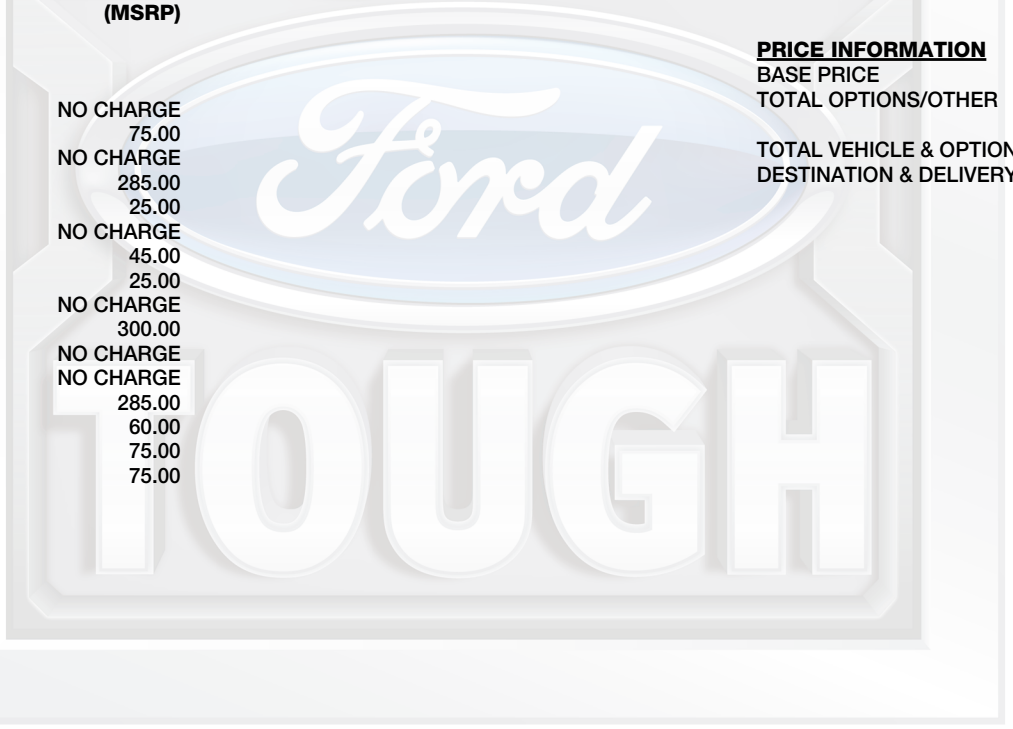 (MSRP)
NO CHARGE
75.00
NO CHARGE
285.00
25.00
NO CHARGE
45.00
25.00
NO CHARGE
300.00
NO CHARGE
NO CHARGE
285.00
60.00
75.00
75.00
PRICE INFORMATION
BASE PRICE
TOTAL OPTIONS/OTHER
TOTAL VEHICLE & OPTION
DESTINATION & DELIVERY
Ford
TOUGH